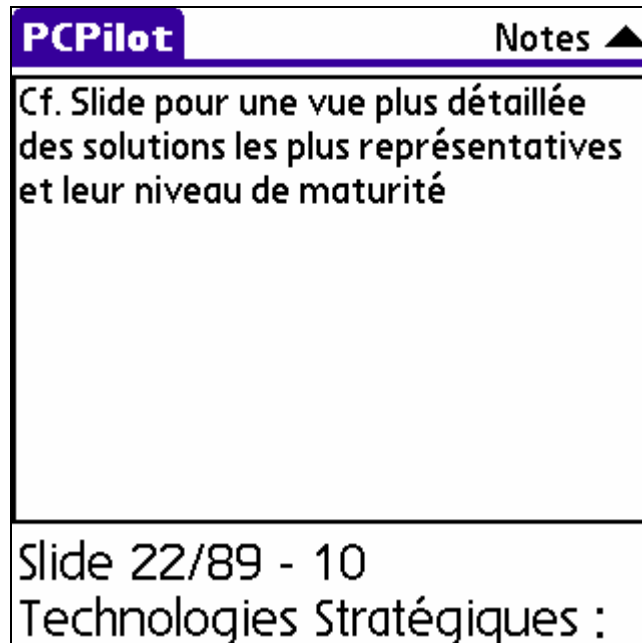 PCPilot Notes
Cf. Slide pour une vue plus détaillée
des solutions les plus représentatives
et leur niveau de maturité
Slide 22/89 - 10
Technologies Stratégiques :